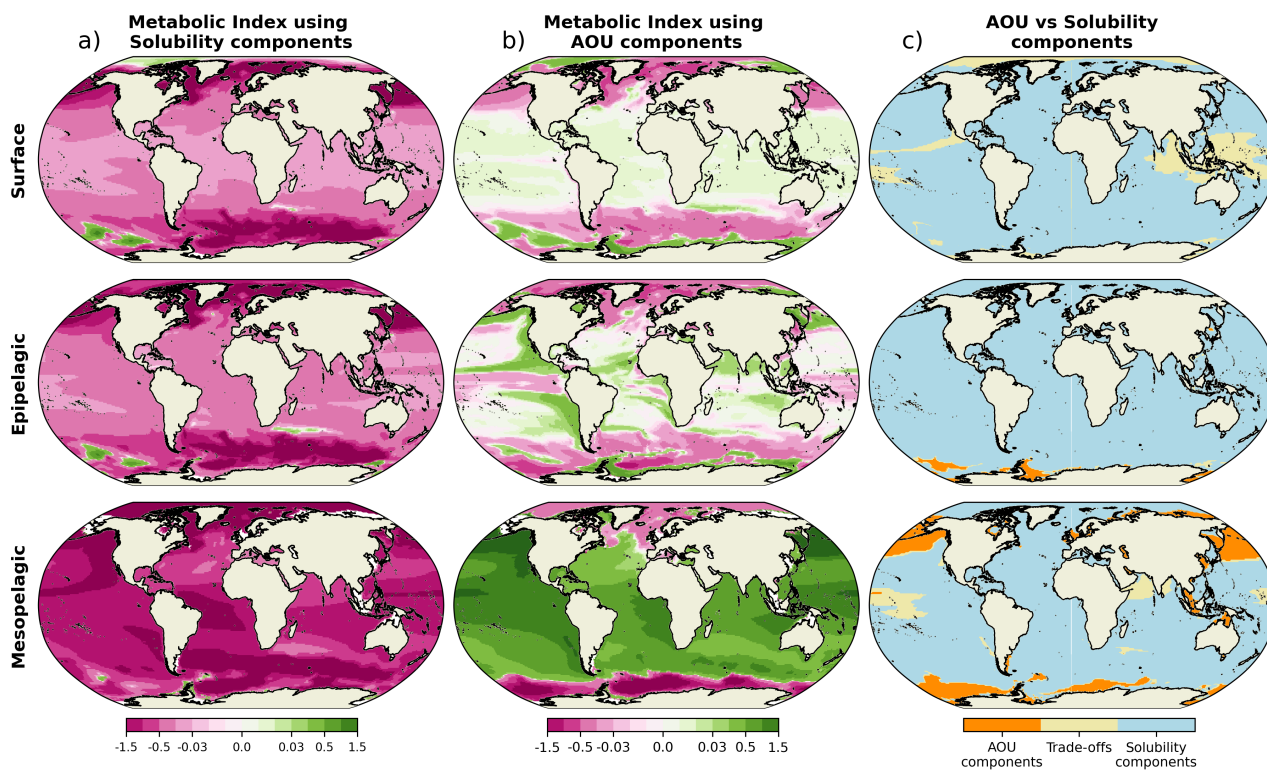 a)
Metabolic Index using
Solubility components
b)
Metabolic Index using
AOU components
c)
AOU vs Solubility
components
Surface
Epipelagic
Mesopelagic
-1.5 -0.5 -0.03 0.0 0.03 0.5 1.5
-1.5 -0.5 -0.03 0.0 0.03 0.5 1.5
AOU
components
Trade-offs
Solubility
components